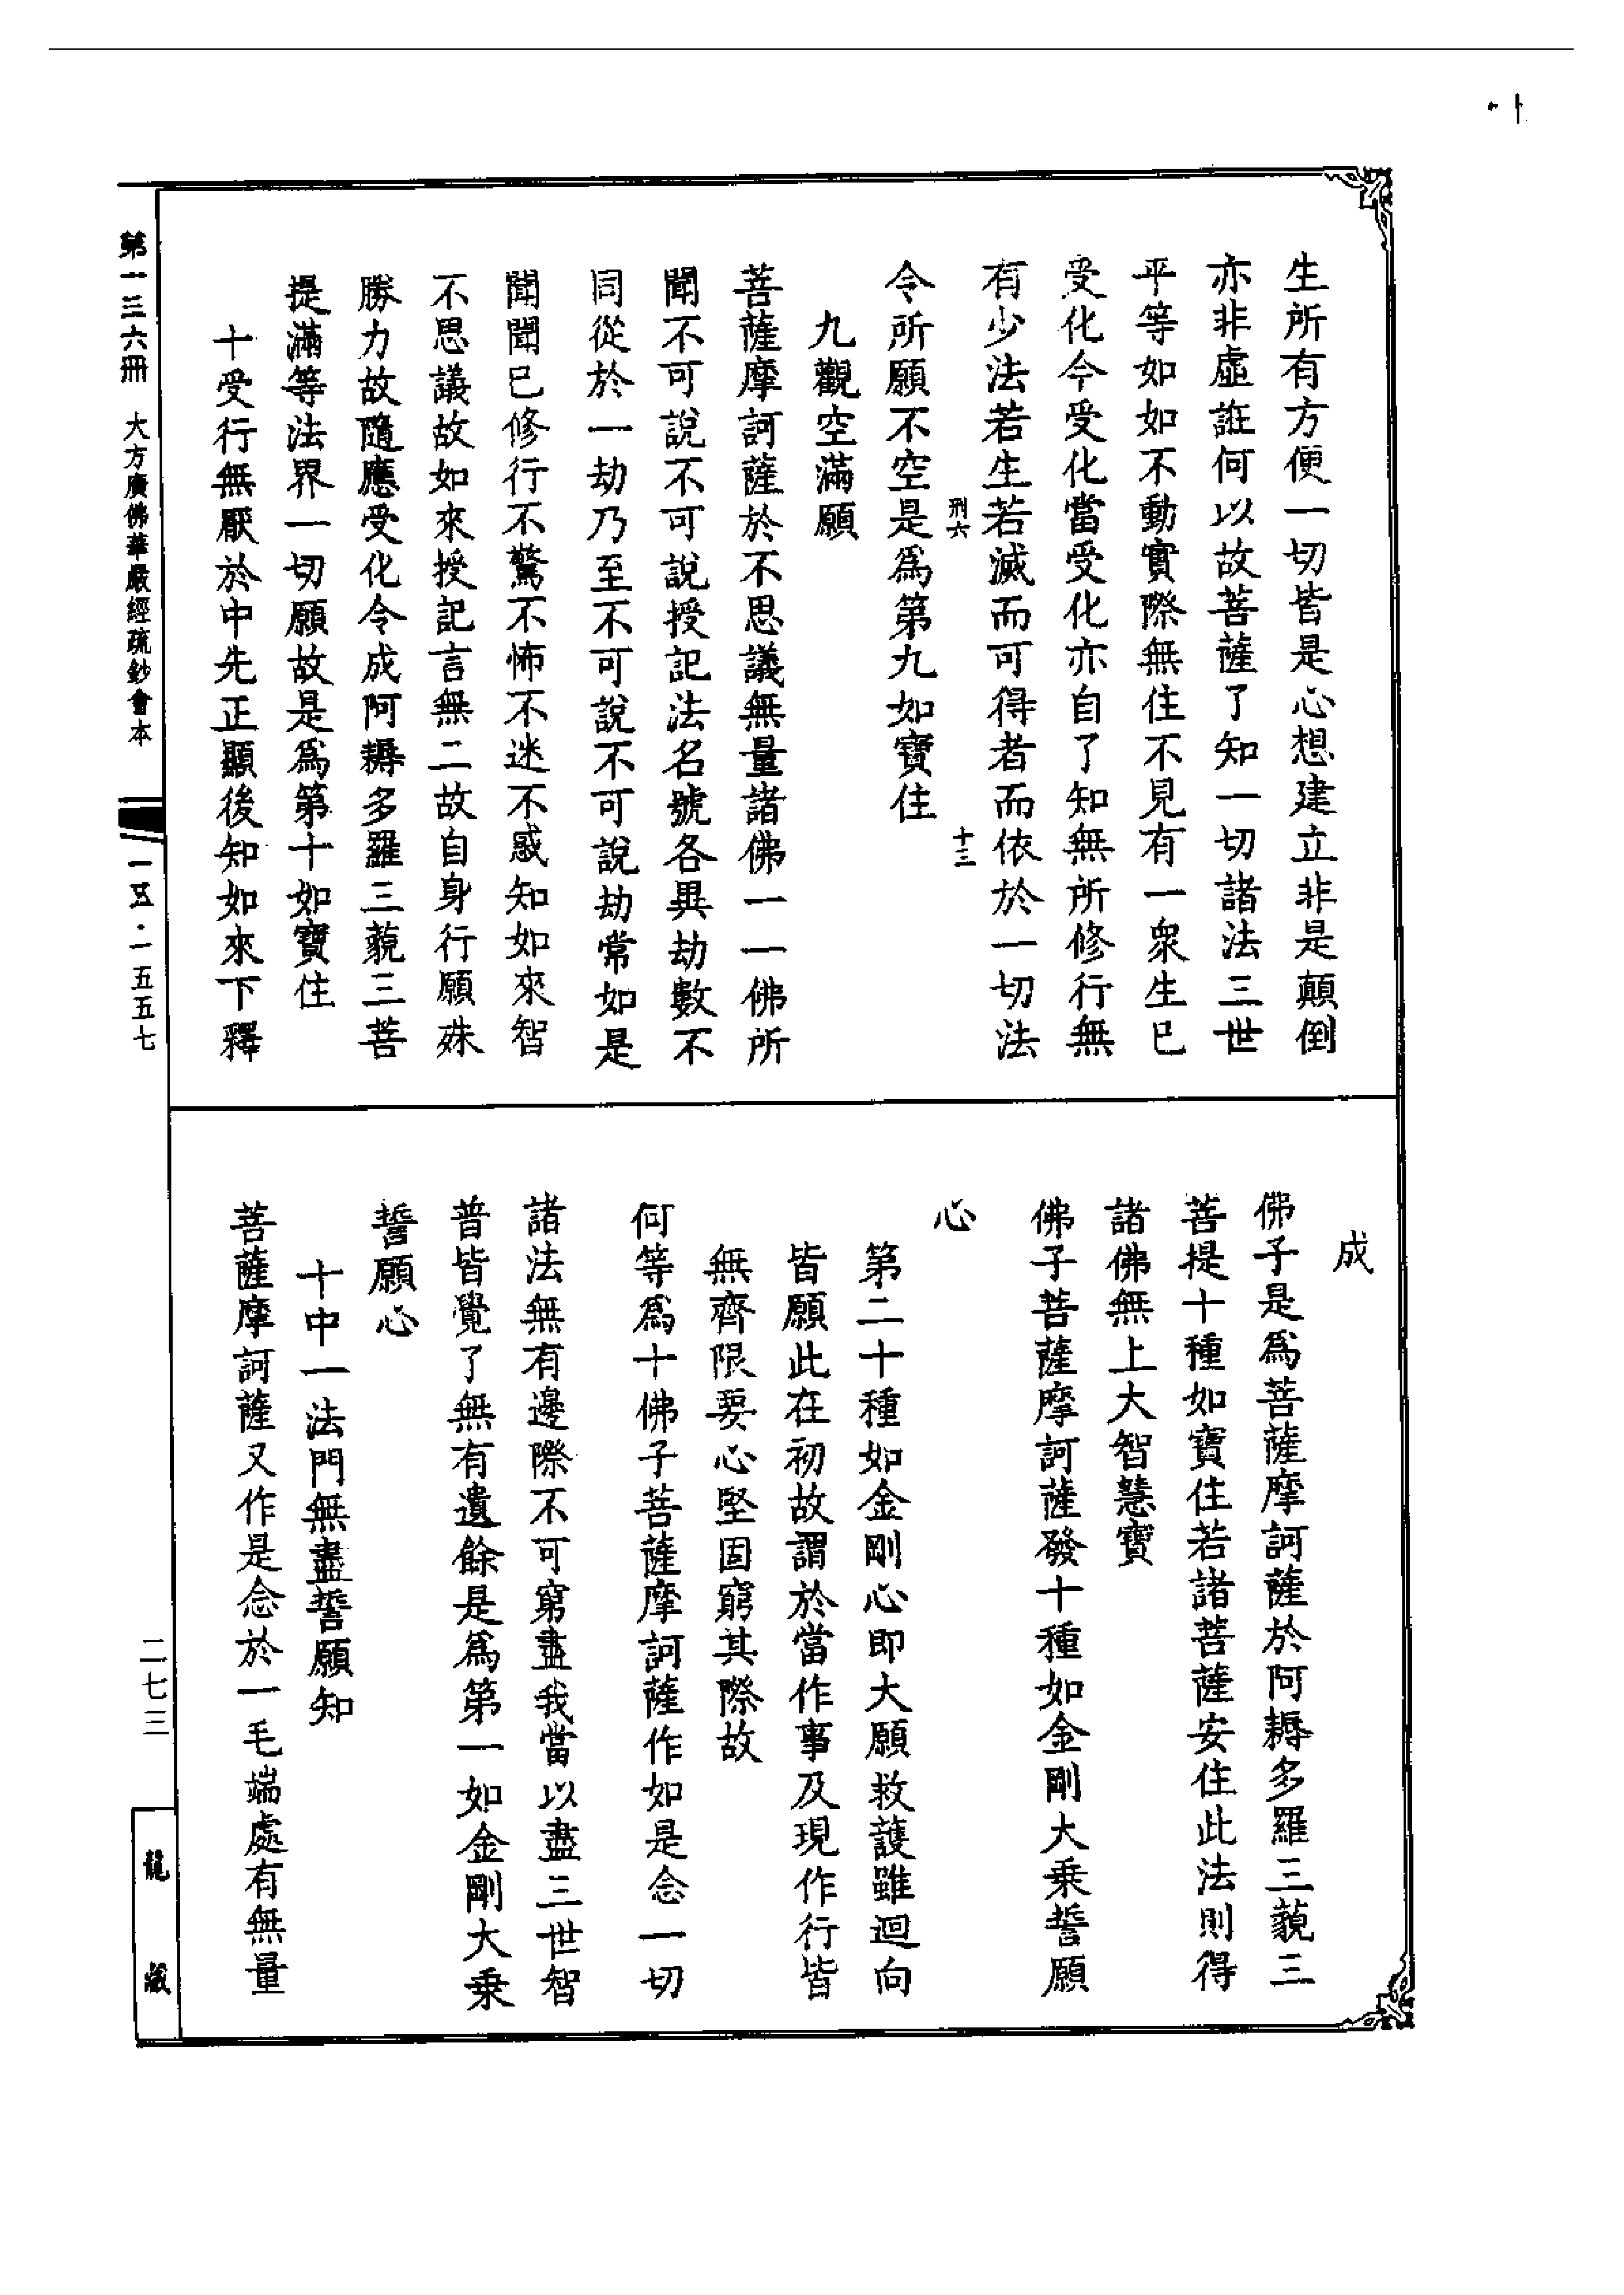 生所有方便一切皆是心想建立非是顛倒
亦非虛誑何以故菩薩了知一切諸法三世
平等如如不動實際無住不見有一衆生已
受化今受化當受化亦自了知無所修行無
有少法若生若滅而可得者而依於一切法
刑六
十三
令所願不空是爲第九如寶住
九觀空滿願
菩薩摩訶薩於不思議無量諸佛一一佛所
聞不可說不可說授記法名號各異劫數不
同從於一劫乃至不可說不可說劫常如是
聞聞已修行不驚不怖不迷不惑知如來智
不思議故如來授記言無二故自身行願殊
勝力故隨應受化令成阿耨多羅三藐三菩
提滿等法界一切願故是爲第十如寶住
十受行無厭於中先正顯後知如來下釋
成
佛子是爲菩薩摩訶薩於阿耨多羅三藐三
菩提十種如寶住若諸菩薩安住此法則得
諸佛無上大智慧寶
佛子菩薩摩訶薩發十種如金剛大乗誓願
心
第二十種如金剛心即大願救護雖迴向
皆願此在初故謂於當作事及現作行皆
無齊限要心堅固窮其際故
何等爲十佛子菩薩摩訶薩作如是念一切
諸法無有邊際不可窮盡我當以盡三世智
普皆覺了無有遺餘是爲第一如金剛大乗
誓願心
十中一法門無盡誓願知
菩薩摩訶薩又作是念於一毛端處有無量
第一三六冊 大方廣佛華嚴經疏鈔會本
一五·一五五七
二七三
龍藏